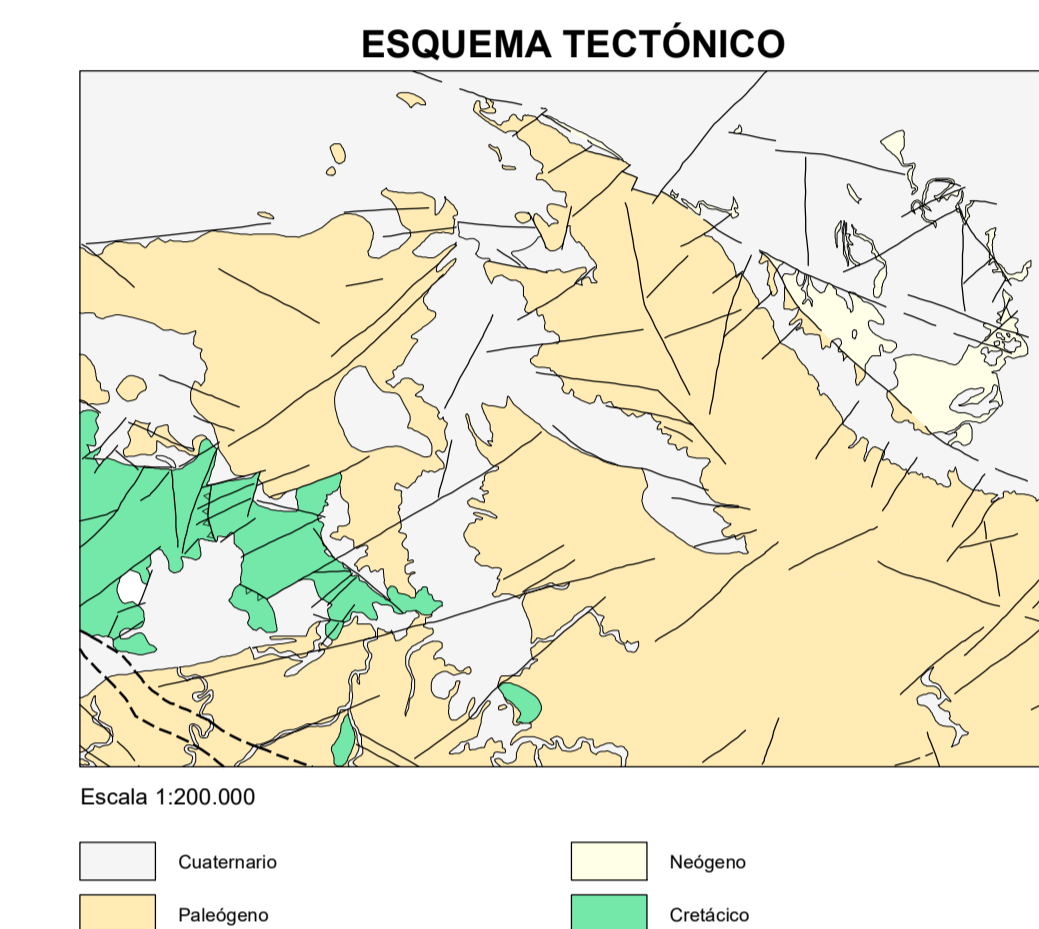 ESQUEMA TECTÓNICO
Escala 1:200.000
Cuaternario
Neógeno
Paleógeno
Cretácico